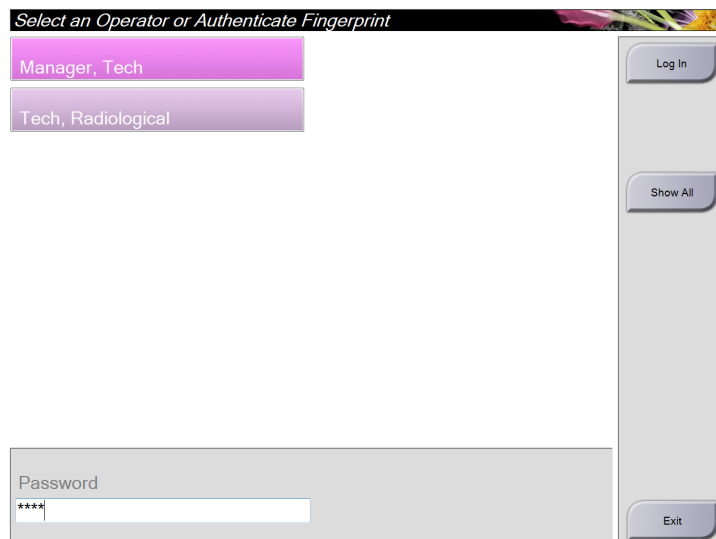 Select an Operator or Authenticate Fingerprint
Manager, Tech
Log In
Tech, Radiological
Show All
Password
****
Exit